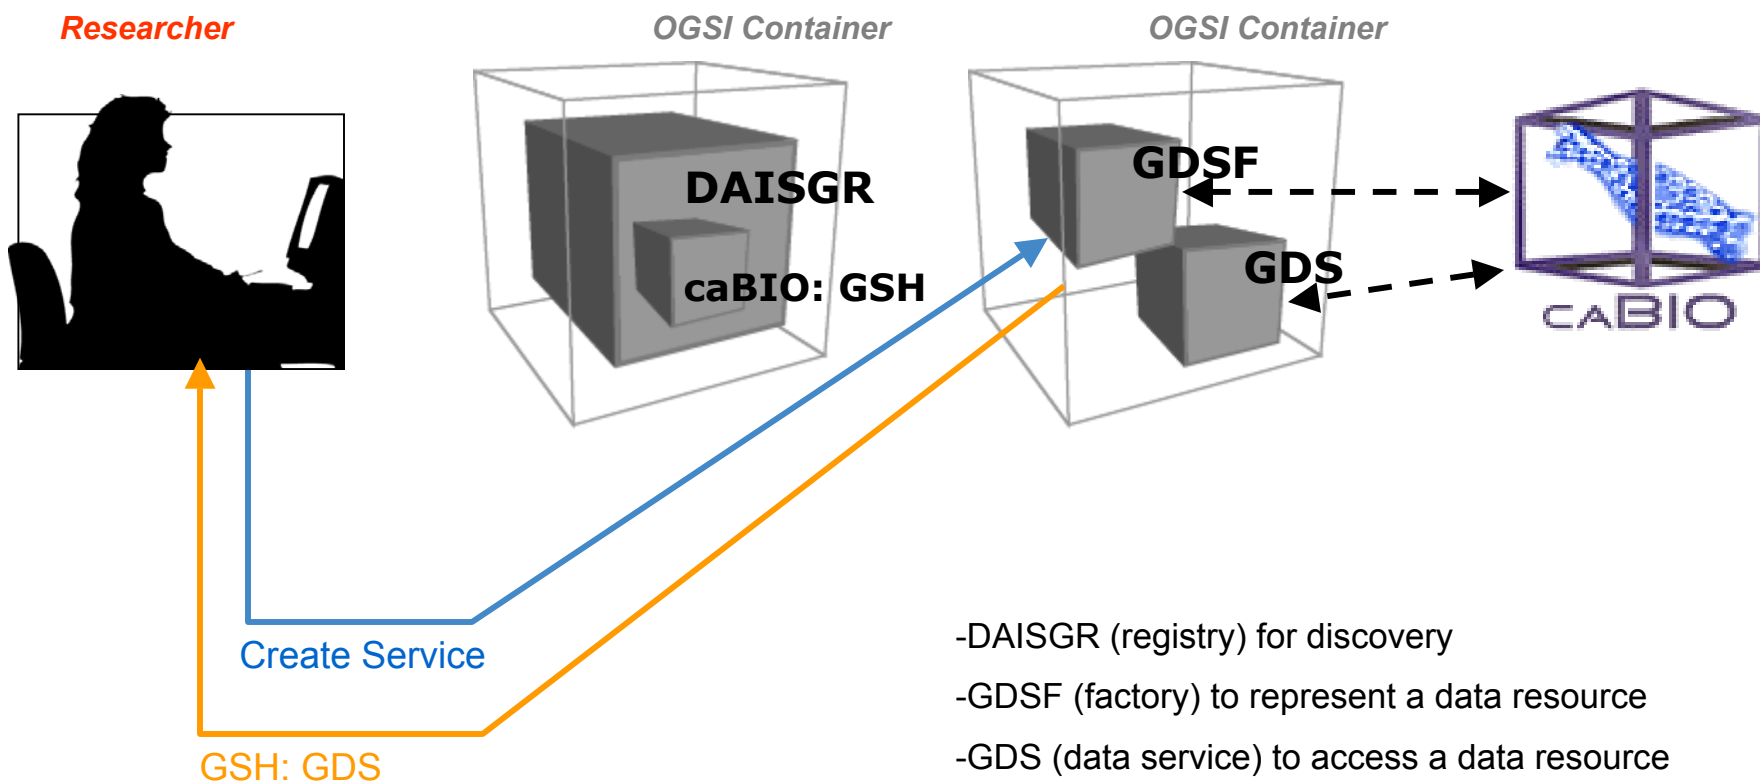 Researcher
OGSI Container
OGSI Container
DAISGR
caBIO: GSH
GDSF
GDS
caBIO
Create Service
GSH: GDS
-DAISGR (registry) for discovery
-GDSF (factory) to represent a data resource
-GDS (data service) to access a data resource